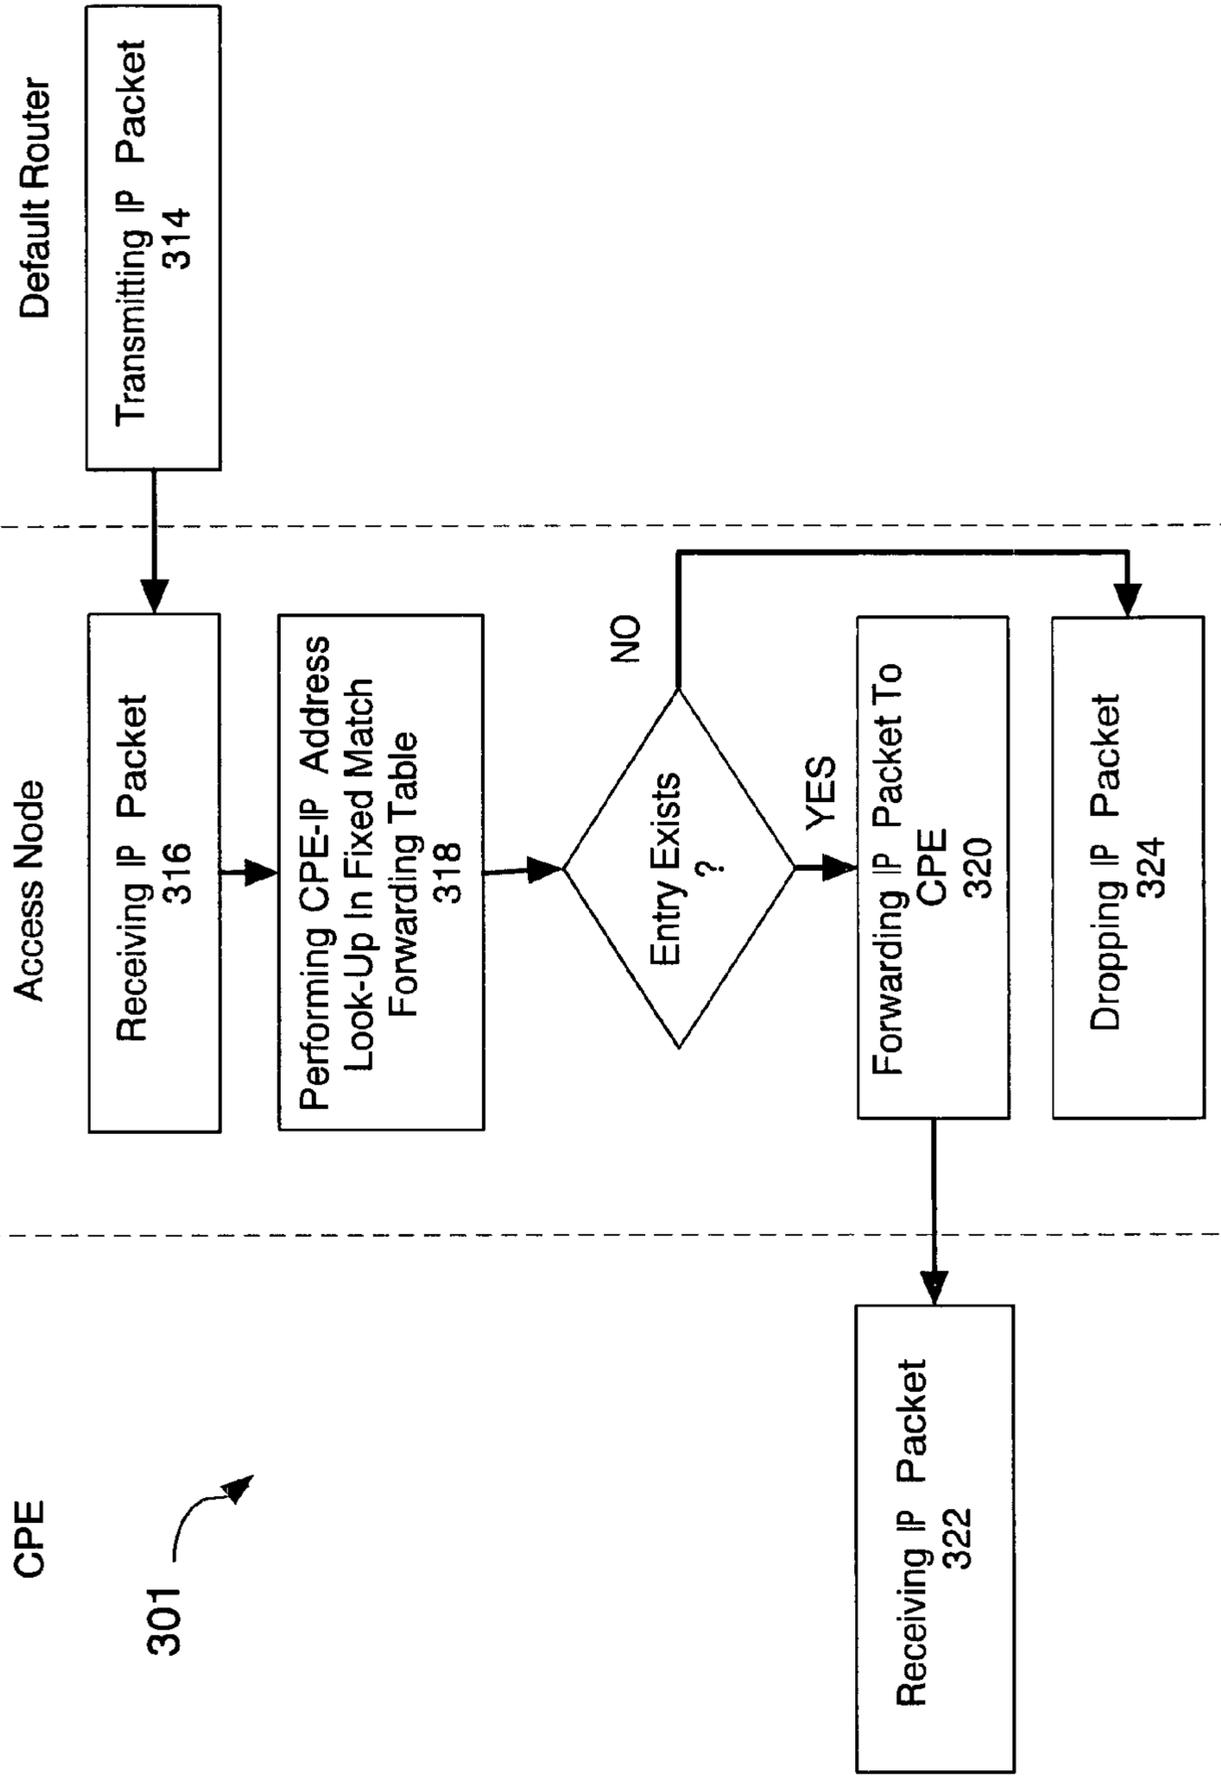 CPE
Access Node
Default Router
301
Transmitting IP Packet
314
Receiving IP Packet
316
Performing CPE-IP Address
Look-Up In Fixed Match
Forwarding Table
318
Entry Exists
?
NO
YES
Forwarding IP Packet To
CPE
320
Receiving IP Packet
322
Dropping IP Packet
324